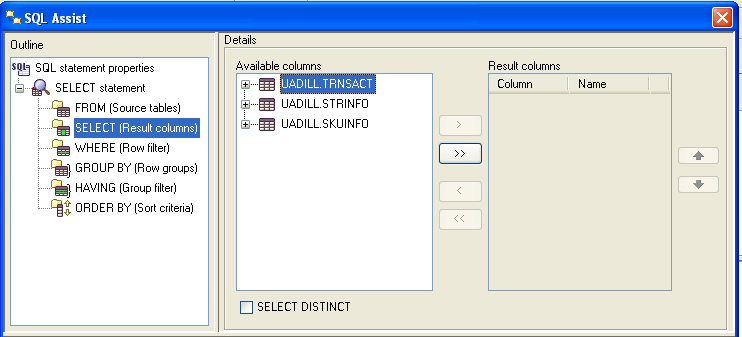 SQL Assist
Outline
SQL SQL statement properties
SELECT statement
FROM (Source tables)
SELECT (Result columns)
WHERE (Row filter)
GROUP BY (Row groups)
HAVING (Group filter)
ORDER BY (Sort criteria)
Details
Available columns
UADILL.TRNSACT
UADILL.STRINFO
UADILL.SKUINFO
>
>>
<
<<
Result columns
Column Name
SELECT DISTINCT